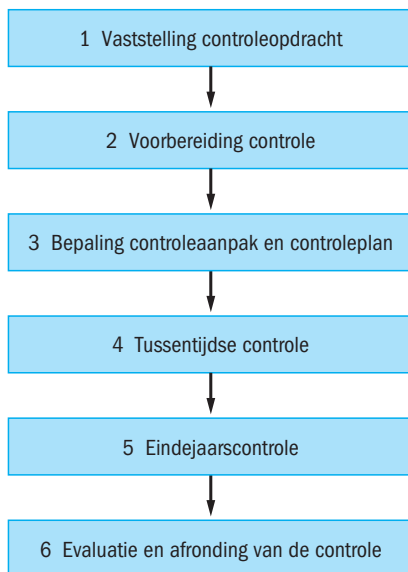 1 Vaststelling controleopdracht
2 Voorbereiding controle
3 Bepaling controleaanpak en controleplan
4 Tussentijdse controle
5 Eindejaarscontrole
6 Evaluatie en afronding van de controle